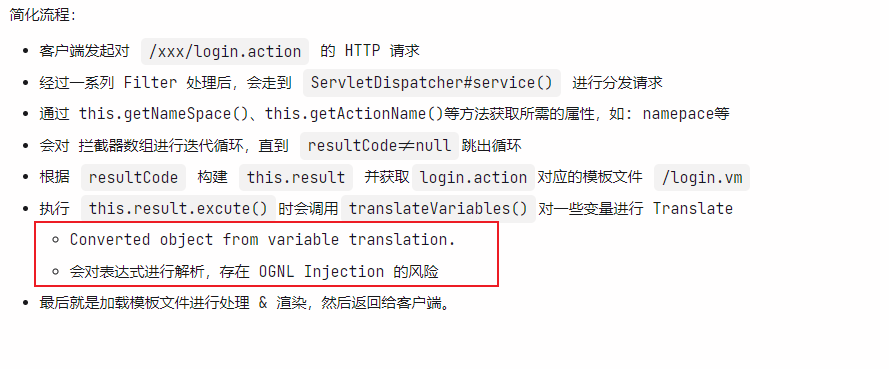 简化流程：
客户端发起对 /xxx/login.action 的 HTTP 请求
经过一系列 Filter 处理后，会走到 ServletDispatcher#service() 进行分发请求
通过 this.getNameSpace()、this.getActionName()等方法获取所需的属性，如: namepace等
会对 拦截器数组进行迭代循环，直到 resultCode≠null 跳出循环
根据 resultCode 构建 this.result 并获取 login.action 对应的模板文件 /login.vm
执行 this.result.excute() 时会调用 translateVariables() 对一些变量进行 Translate
Converted object from variable translation.
会对表达式进行解析，存在 OGNL Injection 的风险
最后就是加载模板文件进行处理 & 渲染，然后返回给客户端。